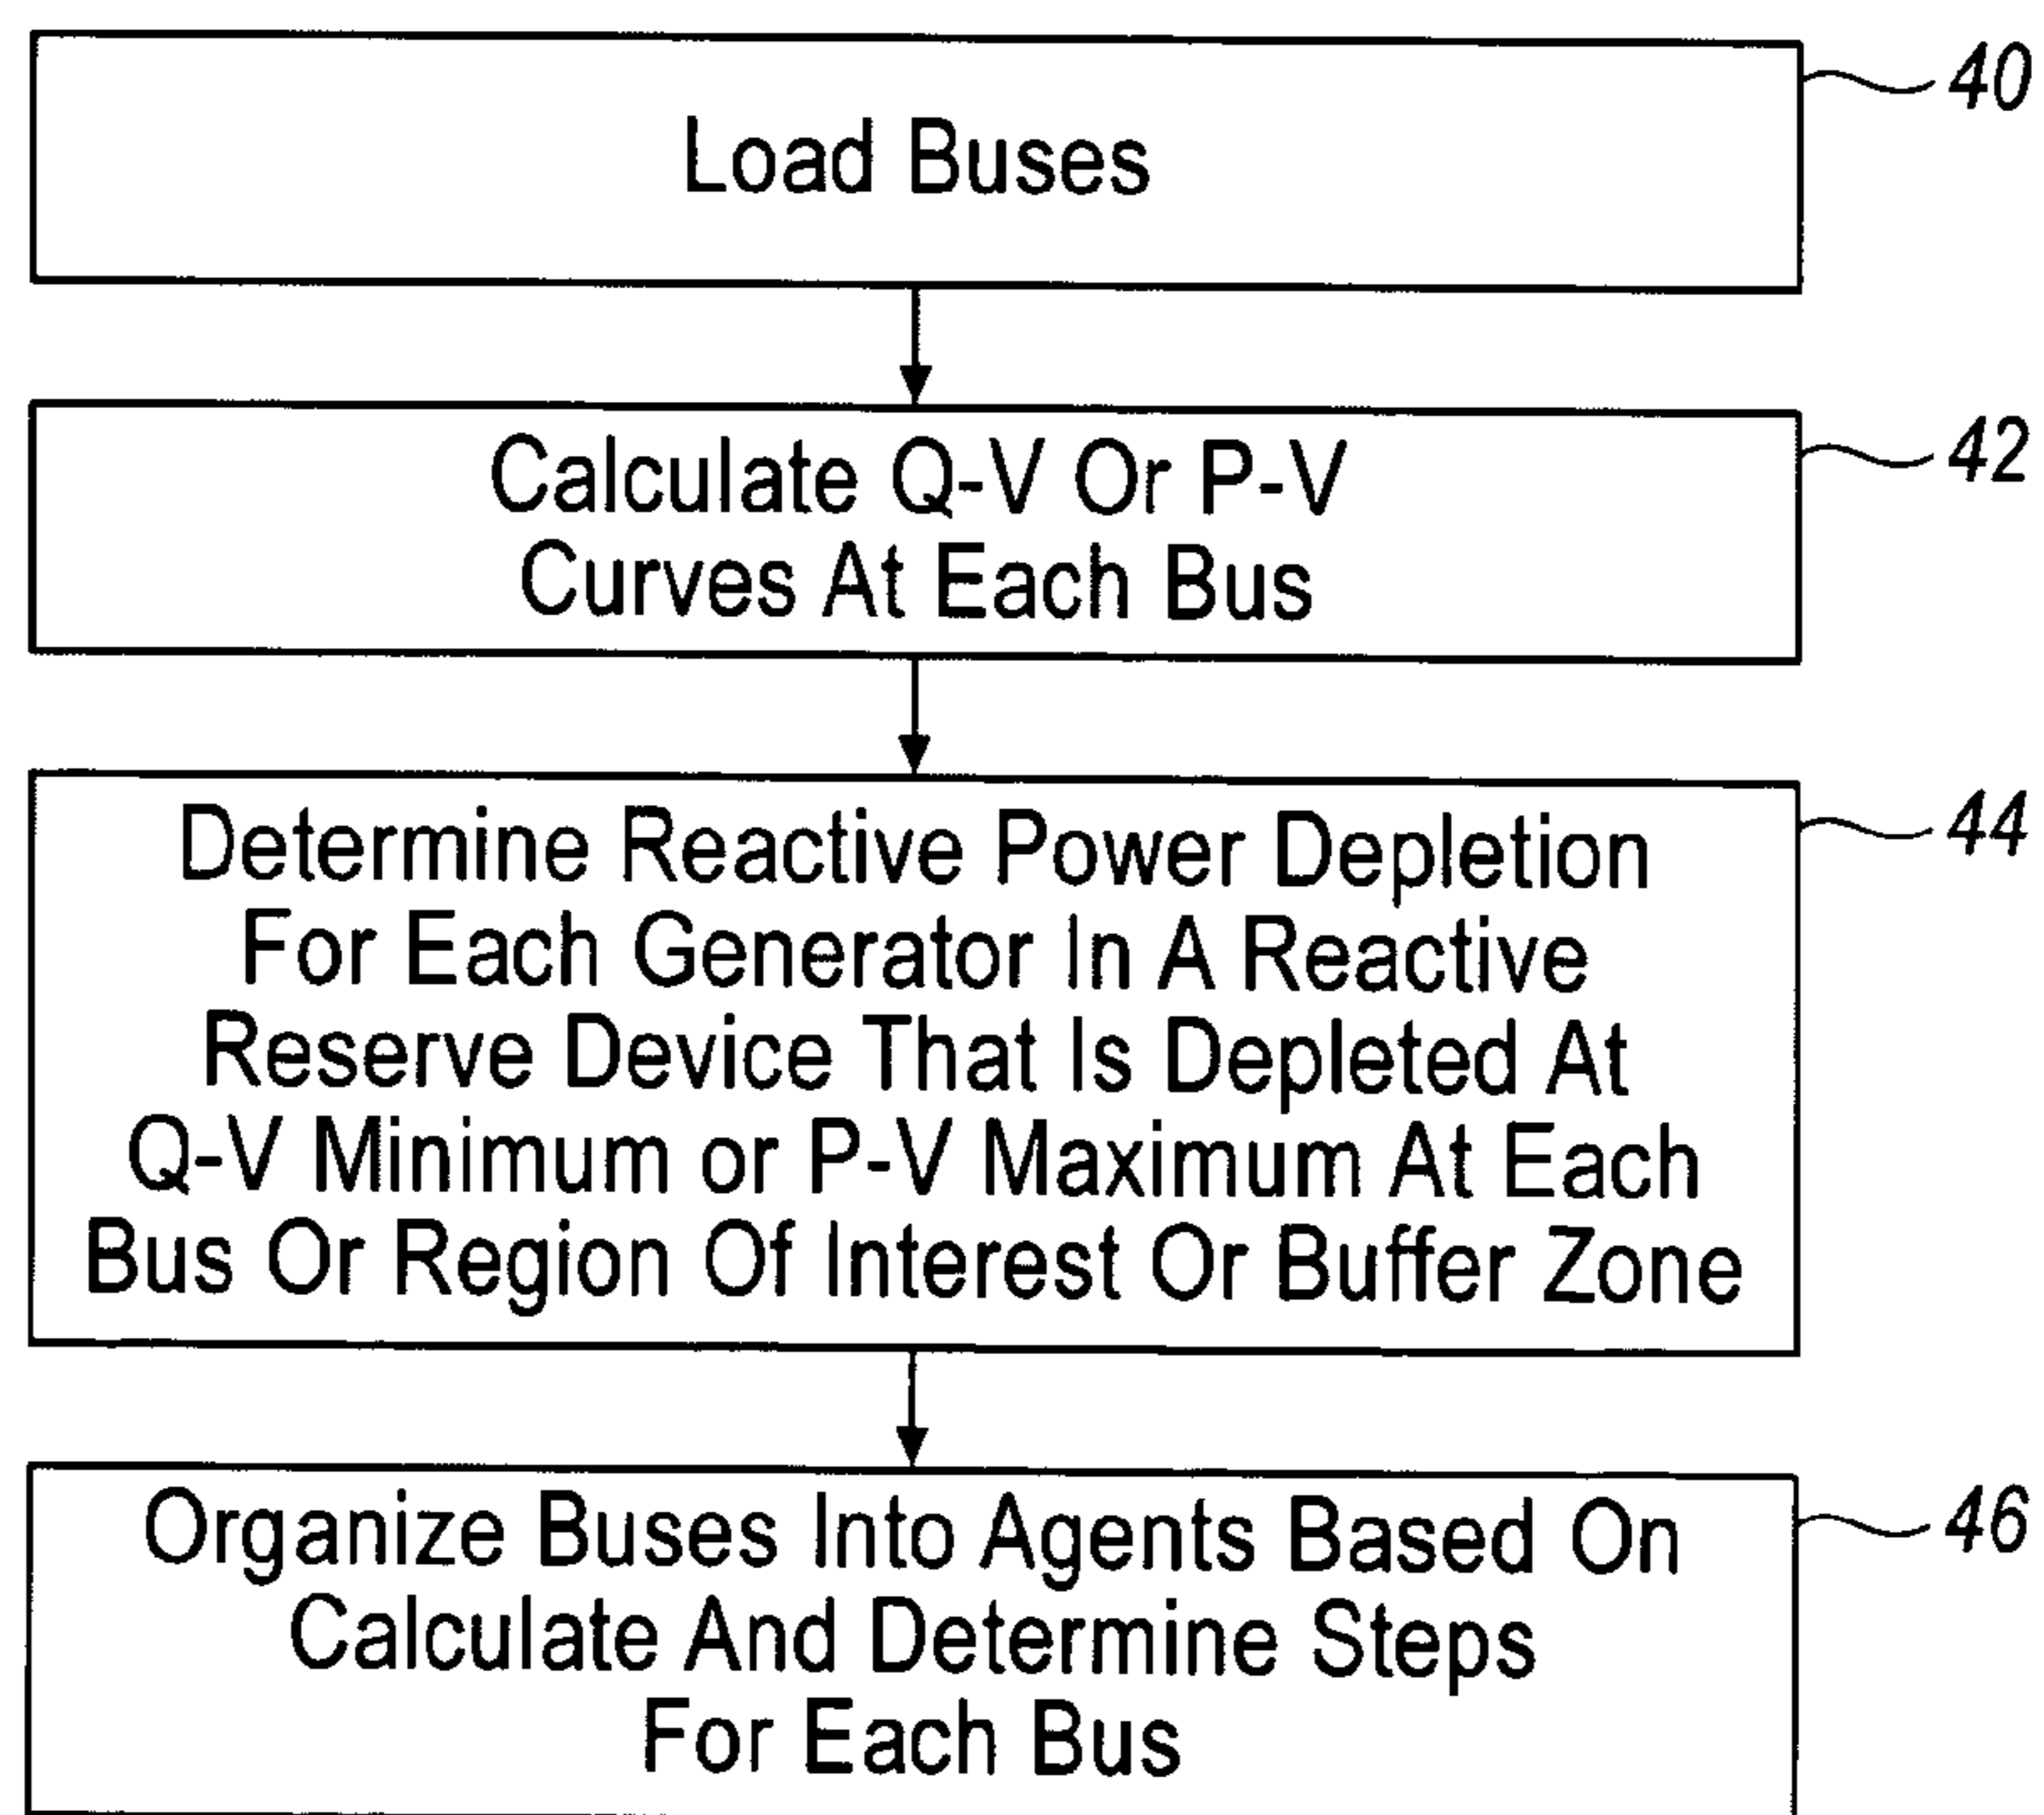 Load Buses
40
Calculate Q-V Or P-V
Curves At Each Bus
42
Determine Reactive Power Depletion
For Each Generator In A Reactive
Reserve Device That Is Depleted At
Q-V Minimum or P-V Maximum At Each
Bus Or Region Of Interest Or Buffer Zone
44
Organize Buses Into Agents Based On
Calculate And Determine Steps
For Each Bus
46